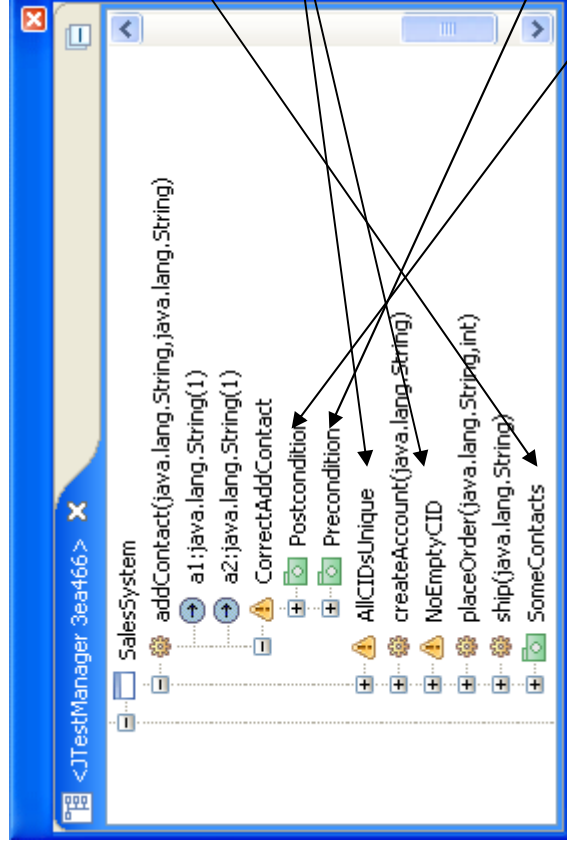 <JTestManager 3ea466>
SalesSystem
addContact(java.lang.String,java.lang.String)
a1:java.lang.String(1)
a2:java.lang.String(1)
CorrectAddContact
Postcondition
Precondition
AllCIDsUnique
createAccount(java.lang.String)
NoEmptyCID
placeOrder(java.lang.String,int)
ship(java.lang.String)
SomeContacts